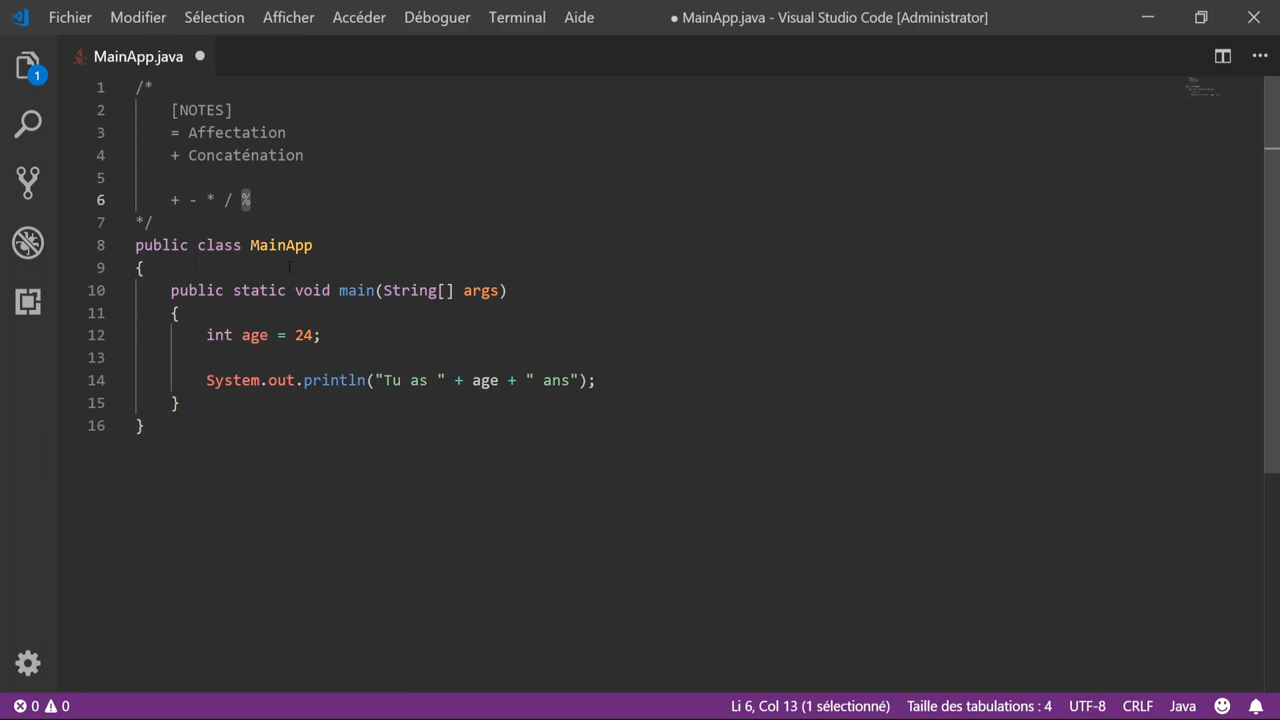 Fichier Modifier Sélection Afficher Accéder Déboguer Terminal Aide ● MainApp.java - Visual Studio Code [Administrator]
MainApp.java
1
1 /*
2 [NOTES]
3 = Affectation
4 + Concaténation
5
6 + - * / %
7 */
8 public class MainApp
9 {
10 public static void main(String[] args)
11 {
12 int age = 24;
13
14 System.out.println("Tu as " + age + " ans");
15 }
16 }
0 0 Li 6, Col 13 (1 sélectionné) Taille des tabulations : 4 UTF-8 CRLF Java